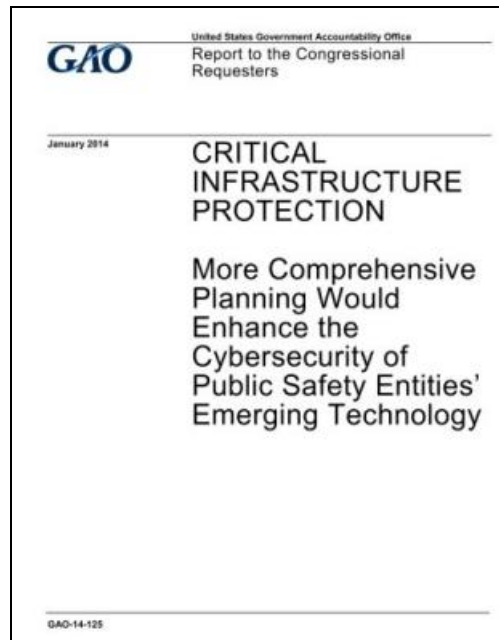 United States Government Accountability Office
GAO
Report to the Congressional
Requesters
January 2014
CRITICAL
INFRASTRUCTURE
PROTECTION
More Comprehensive
Planning Would
Enhance the
Cybersecurity of
Public Safety Entities'
Emerging Technology
GAO-14-125